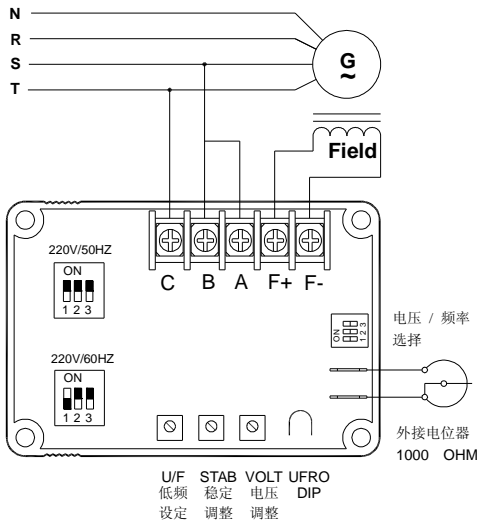 N
R
S
T
G
~
Field
220V/50HZ
ON
1 2 3
C B A F+ F-
ON
1 2 3
电压 / 频率
选择
220V/60HZ
ON
1 2 3
外接电位器
1000 OHM
U/F STAB VOLT UFRO
低频 稳定 电压 DIP
设定 调整 调整